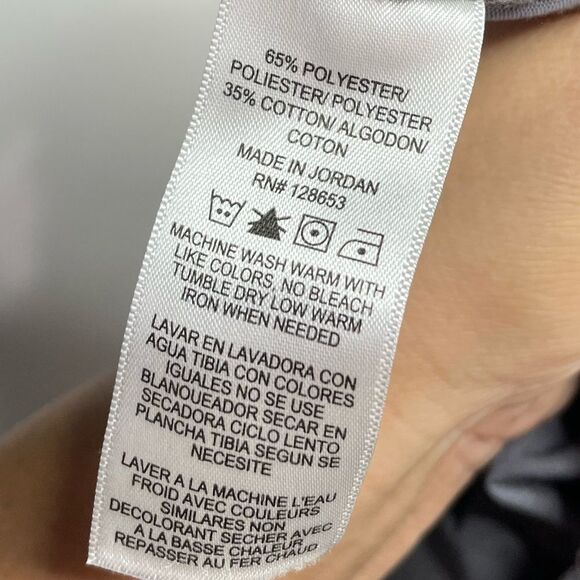 65% POLYESTER/
POLIESTER/ POLYESTER
35% COTTON/ ALGODON/
COTON
MADE IN JORDAN
RN# 128653
MACHINE WASH WARM WITH
LIKE COLORS, NO BLEACH
TUMBLE DRY LOW WARM
IRON WHEN NEEDED
LAVAR EN LAVADORA CON
AGUA TIBIA CON COLORES
IGUALES NO SE USE
BLANQUEADOR SECAR EN
SECADORA CICLO LENTO
PLANCHA TIBIA SEGUN SE
NECESITE
LAVER A LA MACHINE L'EAU
FROID AVEC COULEURS
SIMILARES NON
DECOLORANT SECHER AVEC
A LA BASSE CHALEUR
REPASSER AU FER CHAUD